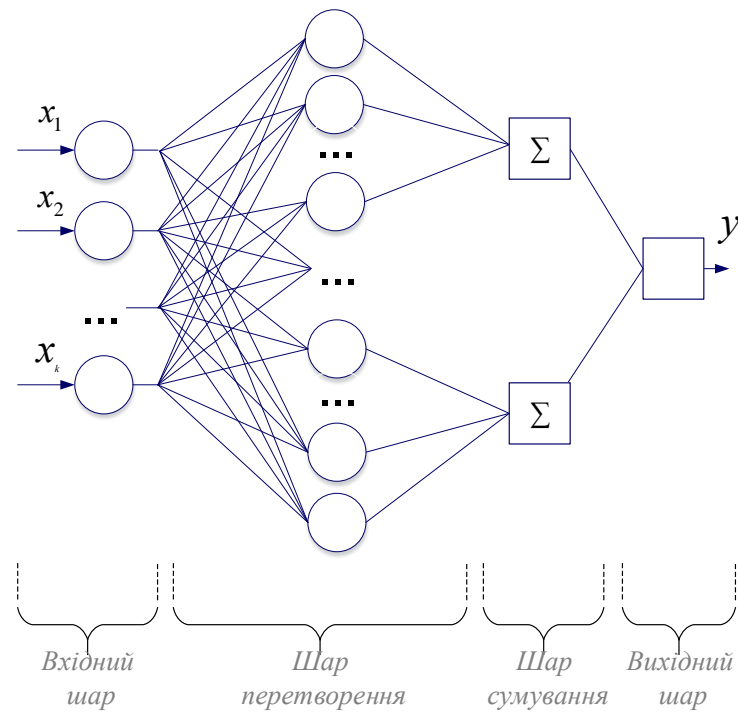 x₁
x₂
...
xₖ
...
...
...
Σ
Σ
y
Вхідний
шар
Шар
перетворення
Шар
сумування
Вихідний
шар